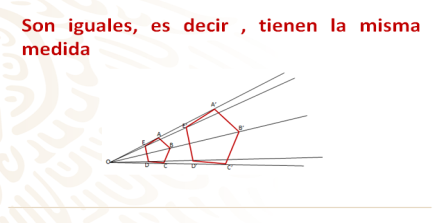 Son iguales, es decir , tienen la misma
medida
A'
E'
B'
A
E
B
O
D
C
D'
C'